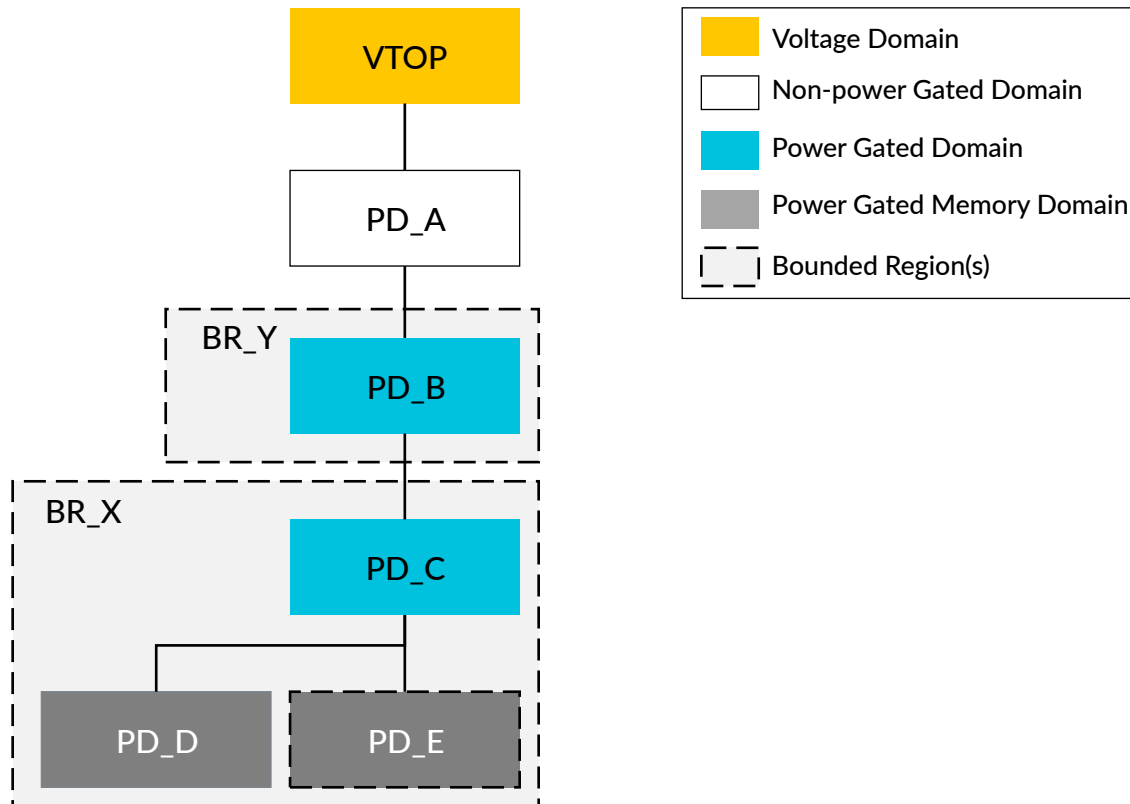 VTOP
PD_A
BR_Y
PD_B
BR_X
PD_C
PD_D
PD_E
Voltage Domain
Non-power Gated Domain
Power Gated Domain
Power Gated Memory Domain
Bounded Region(s)